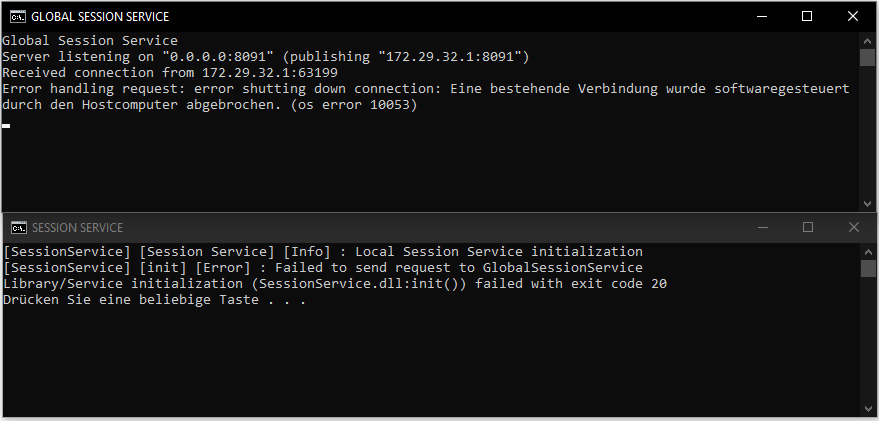 GLOBAL SESSION SERVICE
Global Session Service
Server listening on "0.0.0.0:8091" (publishing "172.29.32.1:8091")
Received connection from 172.29.32.1:63199
Error handling request: error shutting down connection: Eine bestehende Verbindung wurde softwaregesteuert
durch den Hostcomputer abgebrochen. (os error 10053)
SESSION SERVICE
[SessionService] [Session Service] [Info] : Local Session Service initialization
[SessionService] [init] [Error] : Failed to send request to GlobalSessionService
Library/Service initialization (SessionService.dll:init()) failed with exit code 20
Drücken Sie eine beliebige Taste . . .